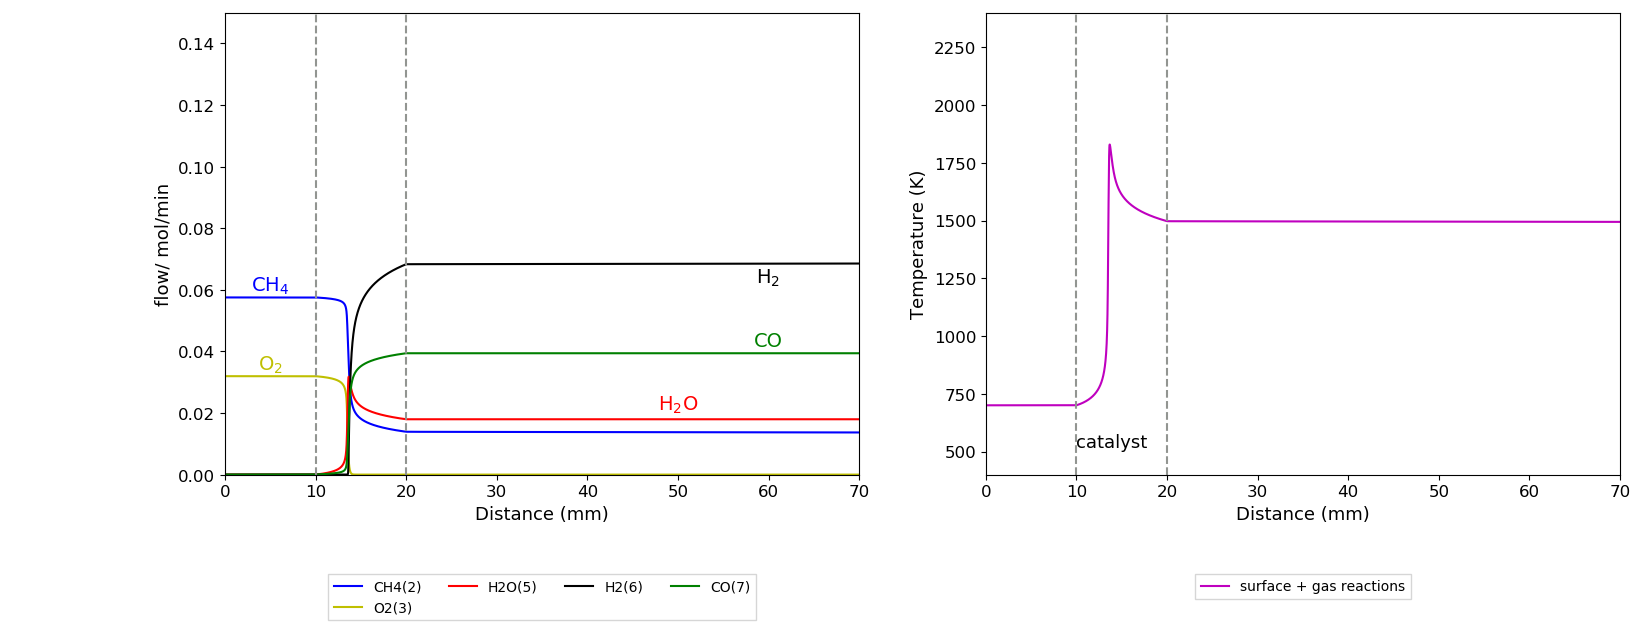 flow/ mol/min
0.14
0.12
0.10
0.08
0.06
0.04
0.02
0.00
CH₄
O₂
H₂
CO
H₂O
0 10 20 30 40 50 60 70
Distance (mm)
CH4(2) H2O(5) H2(6) CO(7)
O2(3)
Temperature (K)
2250
2000
1750
1500
1250
1000
750
500
catalyst
0 10 20 30 40 50 60 70
Distance (mm)
surface + gas reactions